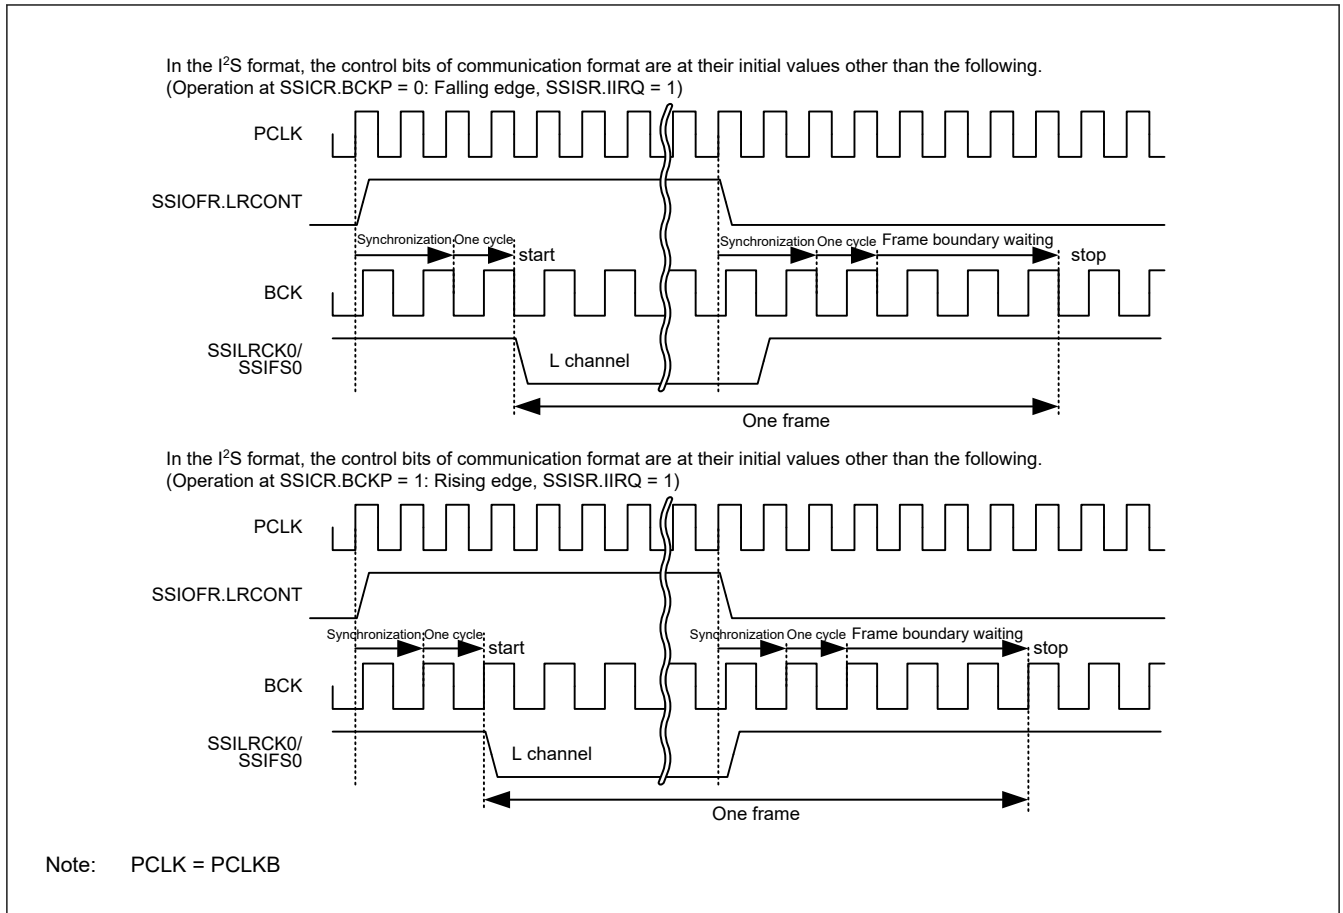 In the I²S format, the control bits of communication format are at their initial values other than the following.
(Operation at SSICR.BCKP = 0: Falling edge, SSISR.IIRQ = 1)
PCLK
SSIOFR.LRCONT
Synchronization One cycle start Synchronization One cycle Frame boundary waiting stop
BCK
SSILRCK0/
SSIFS0
L channel
One frame
In the I²S format, the control bits of communication format are at their initial values other than the following.
(Operation at SSICR.BCKP = 1: Rising edge, SSISR.IIRQ = 1)
PCLK
SSIOFR.LRCONT
Synchronization One cycle start Synchronization One cycle Frame boundary waiting stop
BCK
SSILRCK0/
SSIFS0
L channel
One frame
Note: PCLK = PCLKB